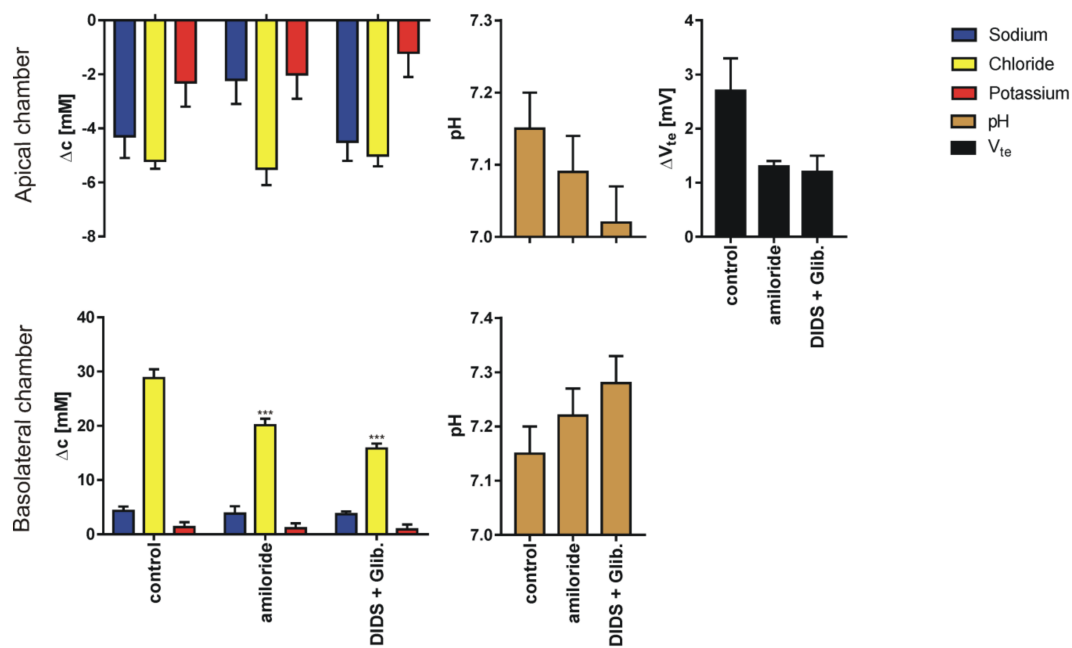 Apical chamber
Δc [mM]
0
-2
-4
-6
-8
pH
7.3
7.2
7.1
7.0
ΔVte [mV]
4
3
2
1
0
control
amiloride
DIDS + Glib.
Sodium
Chloride
Potassium
pH
Vte
Basolateral chamber
Δc [mM]
40
30
20
10
0
***
***
control
amiloride
DIDS + Glib.
pH
7.4
7.3
7.2
7.1
7.0
control
amiloride
DIDS + Glib.